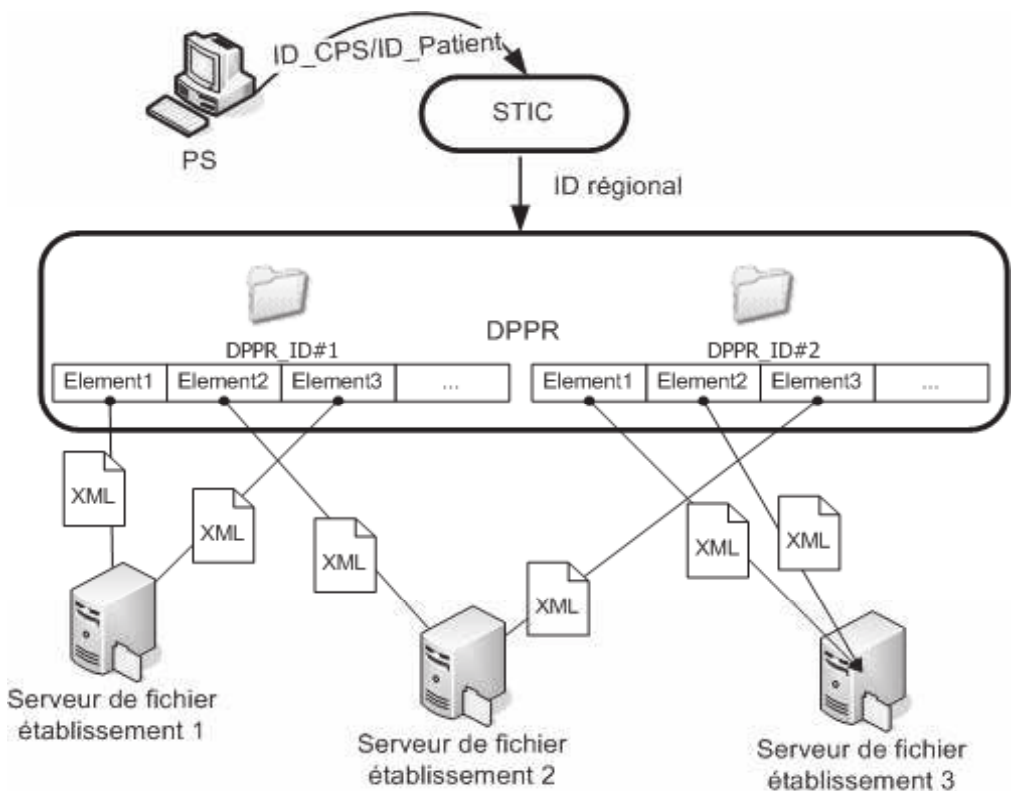 ID_CPS/ID_Patient
STIC
PS
ID régional
DPPR
DPPR_ID#1
DPPR_ID#2
Element1 Element2 Element3 ...
Element1 Element2 Element3 ...
XML
XML
XML
XML
XML
XML
Serveur de fichier
établissement 1
Serveur de fichier
établissement 2
Serveur de fichier
établissement 3